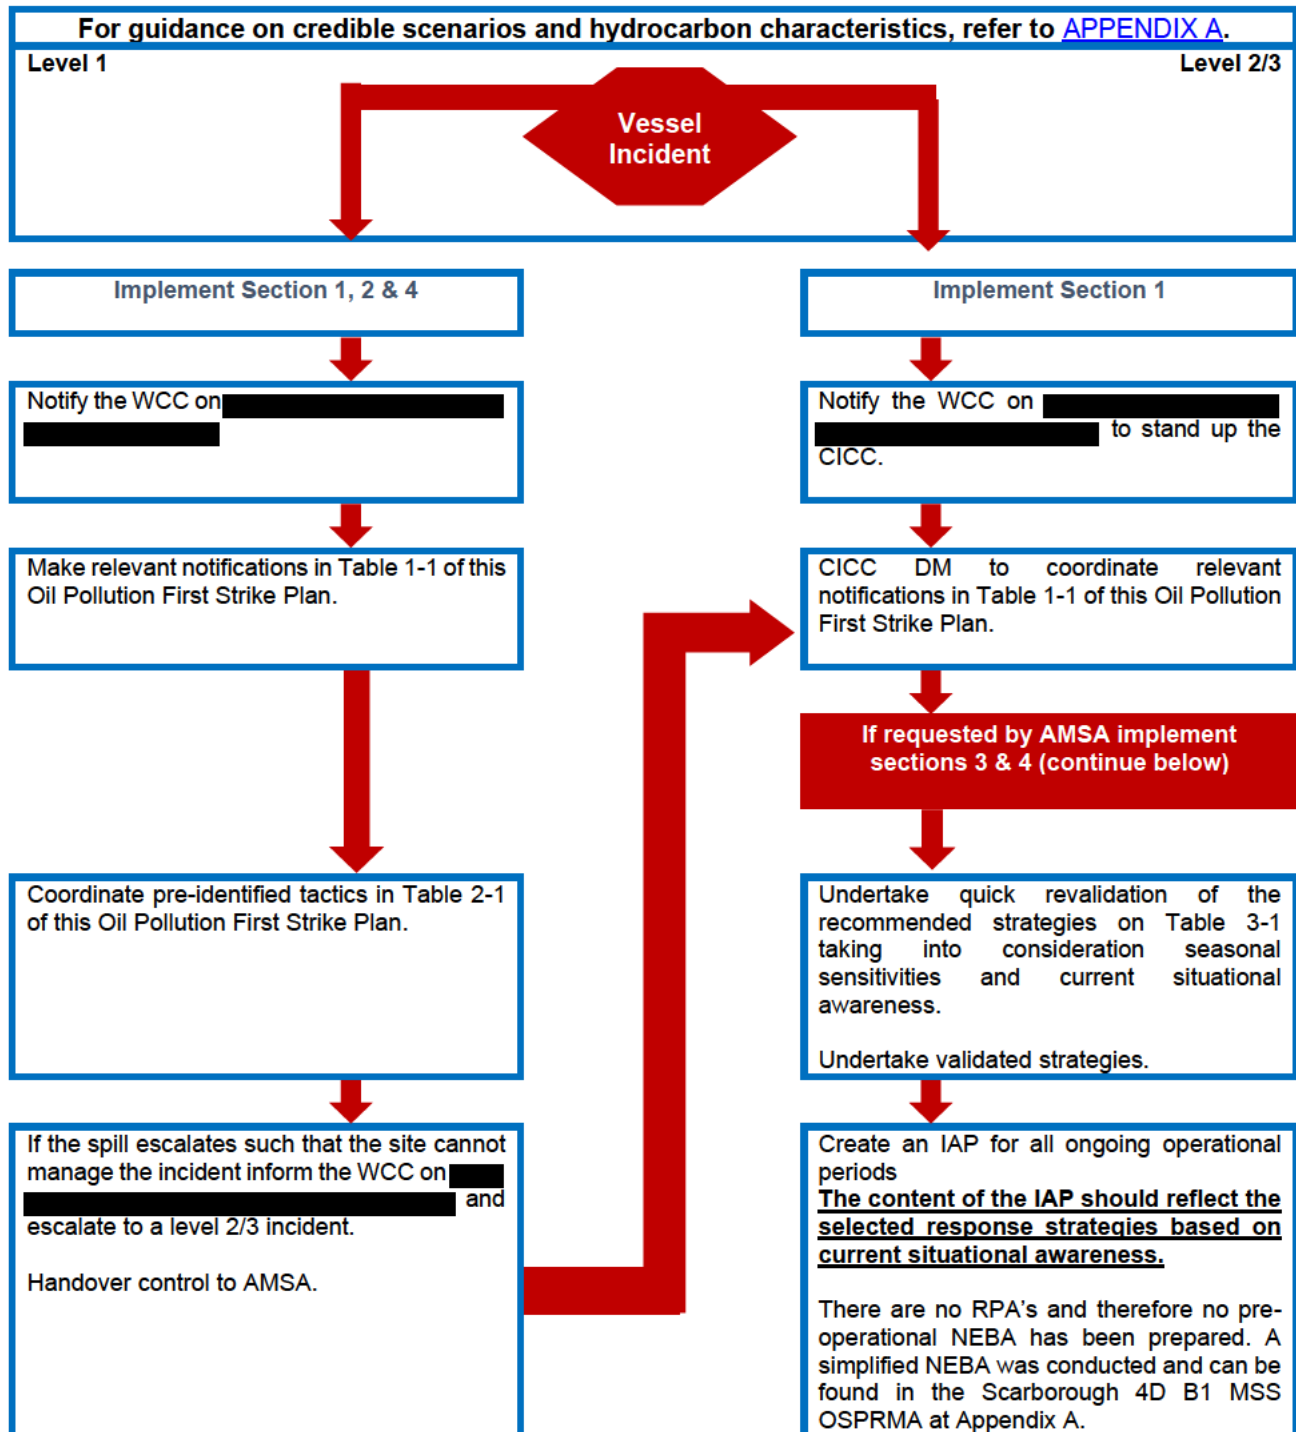 For guidance on credible scenarios and hydrocarbon characteristics, refer to APPENDIX A.
Level 1
Level 2/3
Vessel
Incident
Implement Section 1, 2 & 4
Notify the WCC on
Make relevant notifications in Table 1-1 of this
Oil Pollution First Strike Plan.
Coordinate pre-identified tactics in Table 2-1
of this Oil Pollution First Strike Plan.
If the spill escalates such that the site cannot
manage the incident inform the WCC on
and
escalate to a level 2/3 incident.
Handover control to AMSA.
Implement Section 1
Notify the WCC on
to stand up the
CICC.
CICC DM to coordinate relevant
notifications in Table 1-1 of this Oil Pollution
First Strike Plan.
If requested by AMSA implement
sections 3 & 4 (continue below)
Undertake quick revalidation of the
recommended strategies on Table 3-1
taking into consideration seasonal
sensitivities and current situational
awareness.
Undertake validated strategies.
Create an IAP for all ongoing operational
periods
The content of the IAP should reflect the
selected response strategies based on
current situational awareness.
There are no RPA's and therefore no pre-
operational NEBA has been prepared. A
simplified NEBA was conducted and can be
found in the Scarborough 4D B1 MSS
OSPRMA at Appendix A.